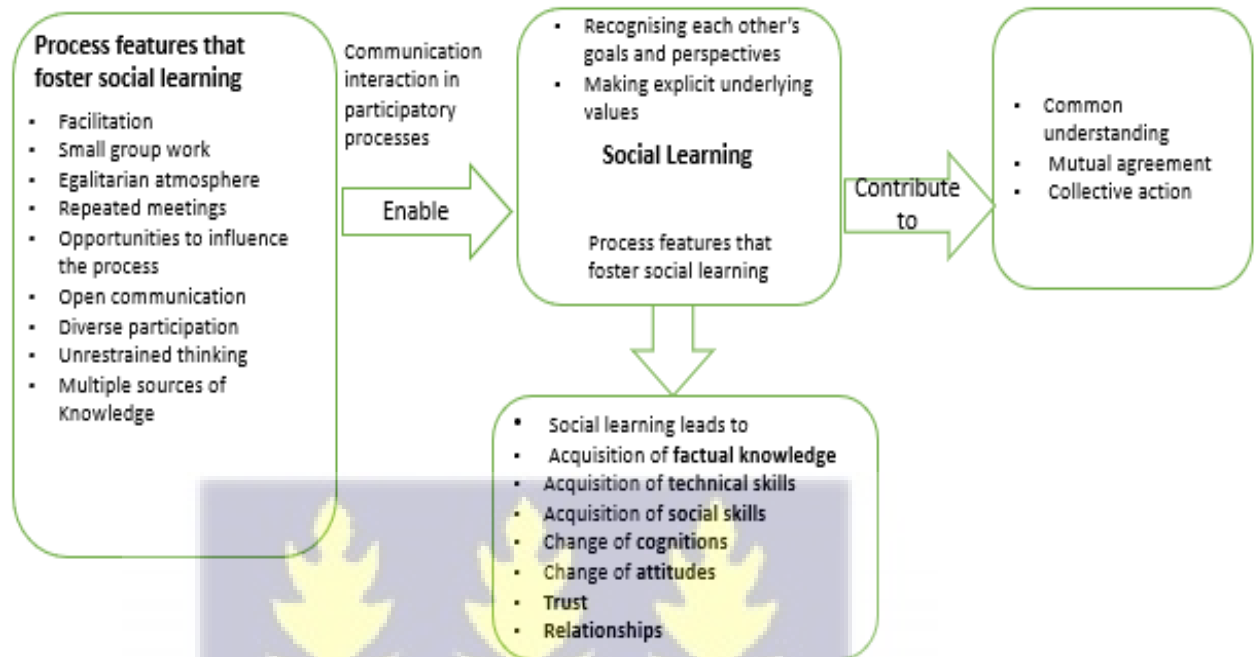 Process features that
foster social learning
▪ Facilitation
▪ Small group work
▪ Egalitarian atmosphere
▪ Repeated meetings
▪ Opportunities to influence
the process
▪ Open communication
▪ Diverse participation
▪ Unrestrained thinking
▪ Multiple sources of
Knowledge
Communication
interaction in
participatory
processes
Enable
▪ Recognising each other's
goals and perspectives
▪ Making explicit underlying
values
Social Learning
Process features that
foster social learning
Contribute
to
▪ Common
understanding
▪ Mutual agreement
▪ Collective action
▪ Social learning leads to
▪ Acquisition of factual knowledge
▪ Acquisition of technical skills
▪ Acquisition of social skills
▪ Change of cognitions
▪ Change of attitudes
▪ Trust
▪ Relationships